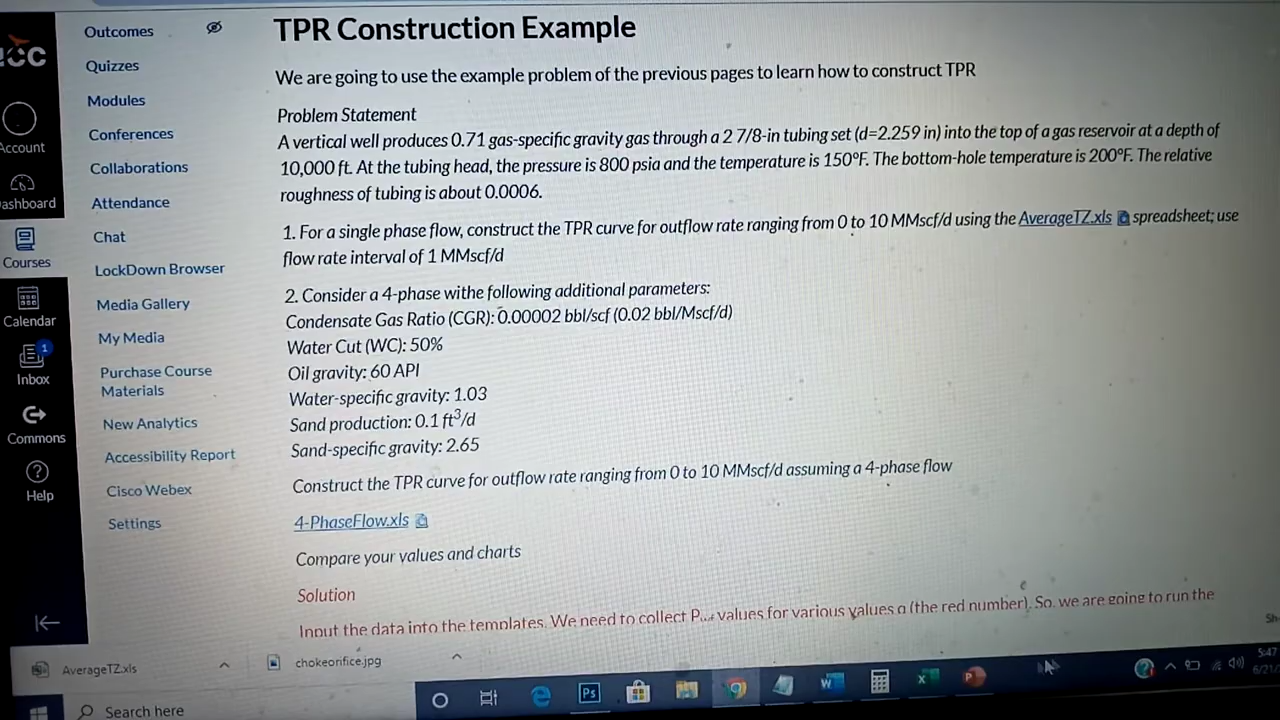 TPR Construction Example
We are going to use the example problem of the previous pages to learn how to construct TPR
Problem Statement
A vertical well produces 0.71 gas-specific gravity gas through a 2 7/8-in tubing set (d=2.259 in) into the top of a gas reservoir at a depth of
10,000 ft. At the tubing head, the pressure is 800 psia and the temperature is 150°F. The bottom-hole temperature is 200°F. The relative
roughness of tubing is about 0.0006.
1. For a single phase flow, construct the TPR curve for outflow rate ranging from 0 to 10 MMscf/d using the AverageTZ.xls spreadsheet; use
flow rate interval of 1 MMscf/d
2. Consider a 4-phase withe following additional parameters:
Condensate Gas Ratio (CGR): 0.00002 bbl/scf (0.02 bbl/Mscf/d)
Water Cut (WC): 50%
Oil gravity: 60 API
Water-specific gravity: 1.03
Sand production: 0.1 ft³/d
Sand-specific gravity: 2.65
Construct the TPR curve for outflow rate ranging from 0 to 10 MMscf/d assuming a 4-phase flow
4-PhaseFlow.xls
Compare your values and charts
Solution
Input the data into the templates. We need to collect values for various values q (the red number). So, we are going to run the
Outcomes
Quizzes
Modules
Conferences
Collaborations
Attendance
Chat
LockDown Browser
Media Gallery
My Media
Purchase Course
Materials
New Analytics
Accessibility Report
Cisco Webex
Settings
Account
ashboard
Courses
Calendar
1
Inbox
Commons
Help
AverageTZ.xls
chokeorifice.jpg
Search here
Ps
5:47